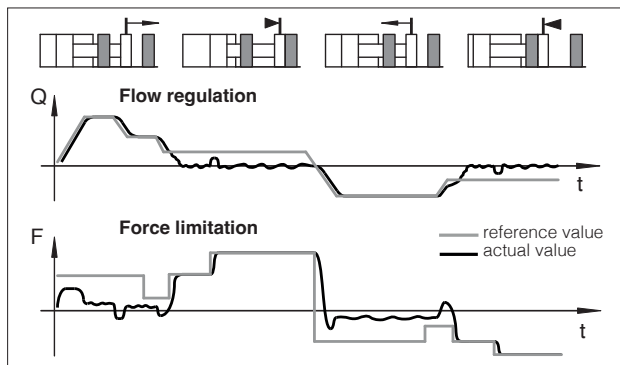 Q
Flow regulation
t
F
Force limitation
reference value
actual value
t